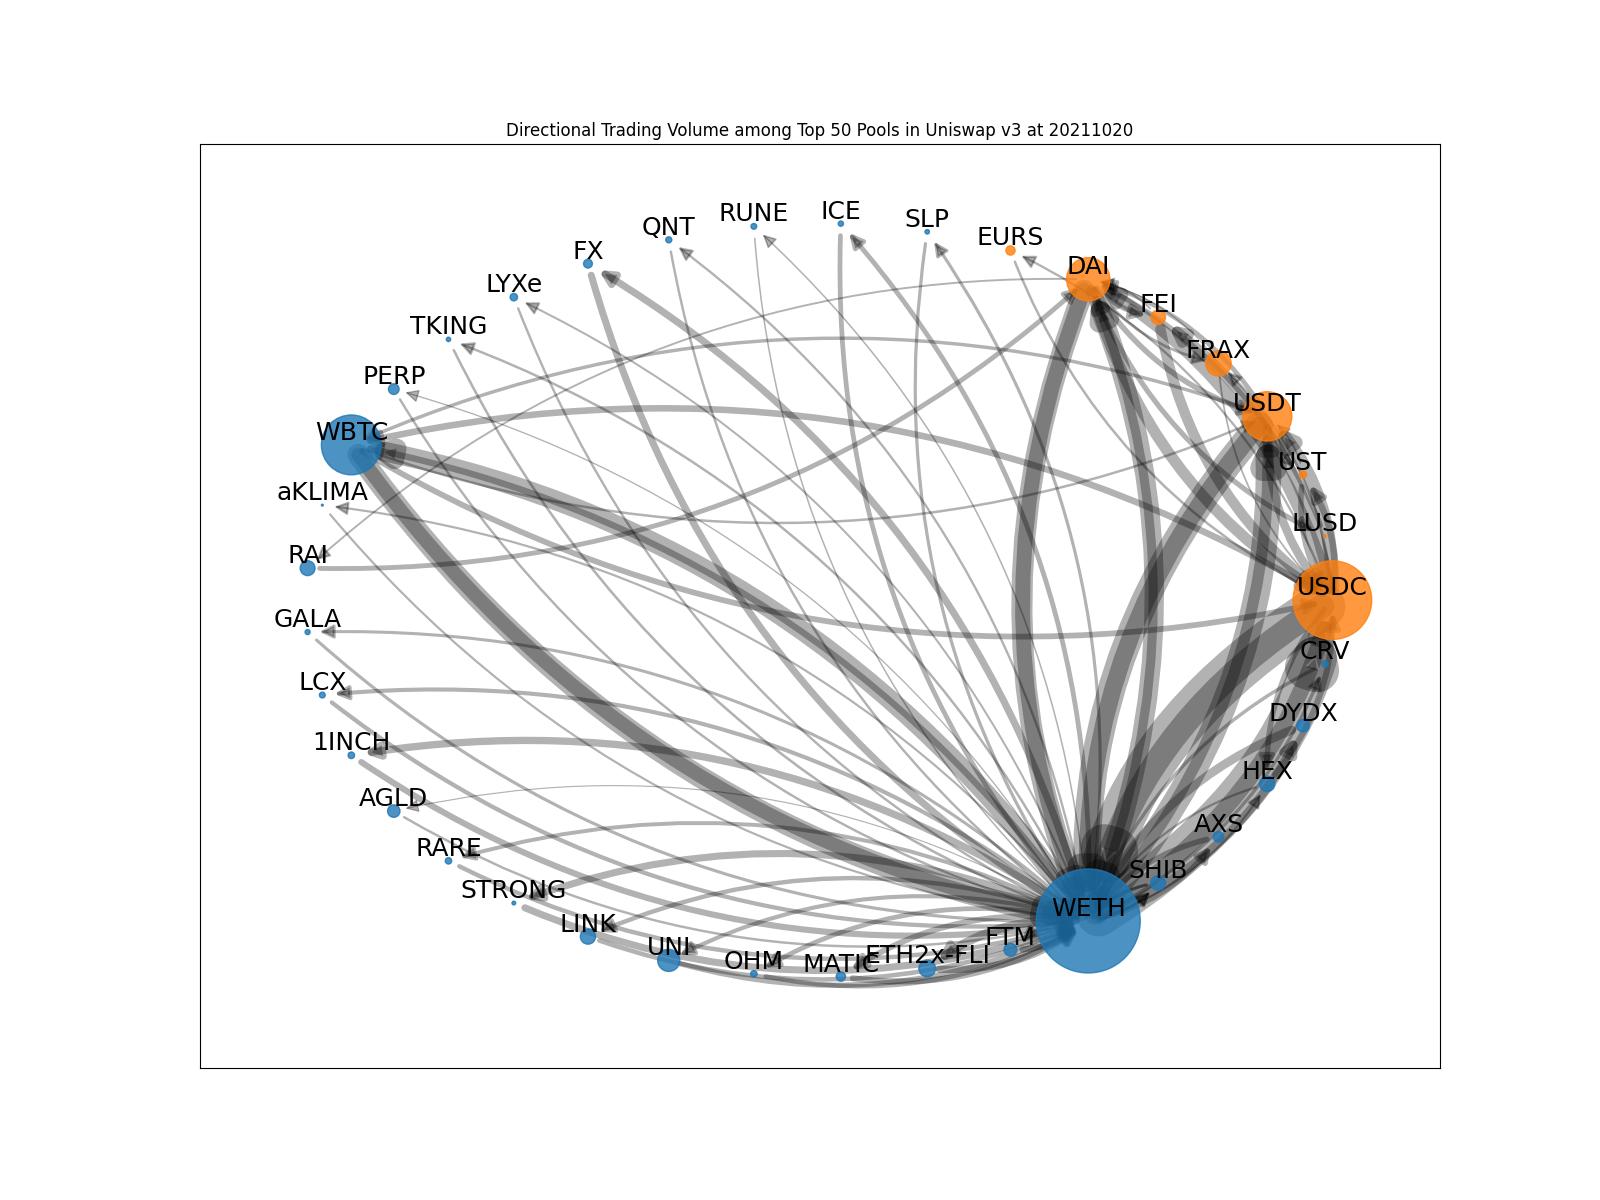 Directional Trading Volume among Top 50 Pools in Uniswap v3 at 20211020
ICE
RUNE
SLP
QNT
EURS
FX
DAI
LYXe
FEI
TKING
FRAX
PERP
USDT
WBTC
UST
aKLIMA
LUSD
RAI
USDC
GALA
CRV
LCX
DYDX
1INCH
HEX
AGLD
AXS
RARE
SHIB
STRONG
WETH
LINK
FTM
UNI
ETH2x-FLI
OHM
MATIC